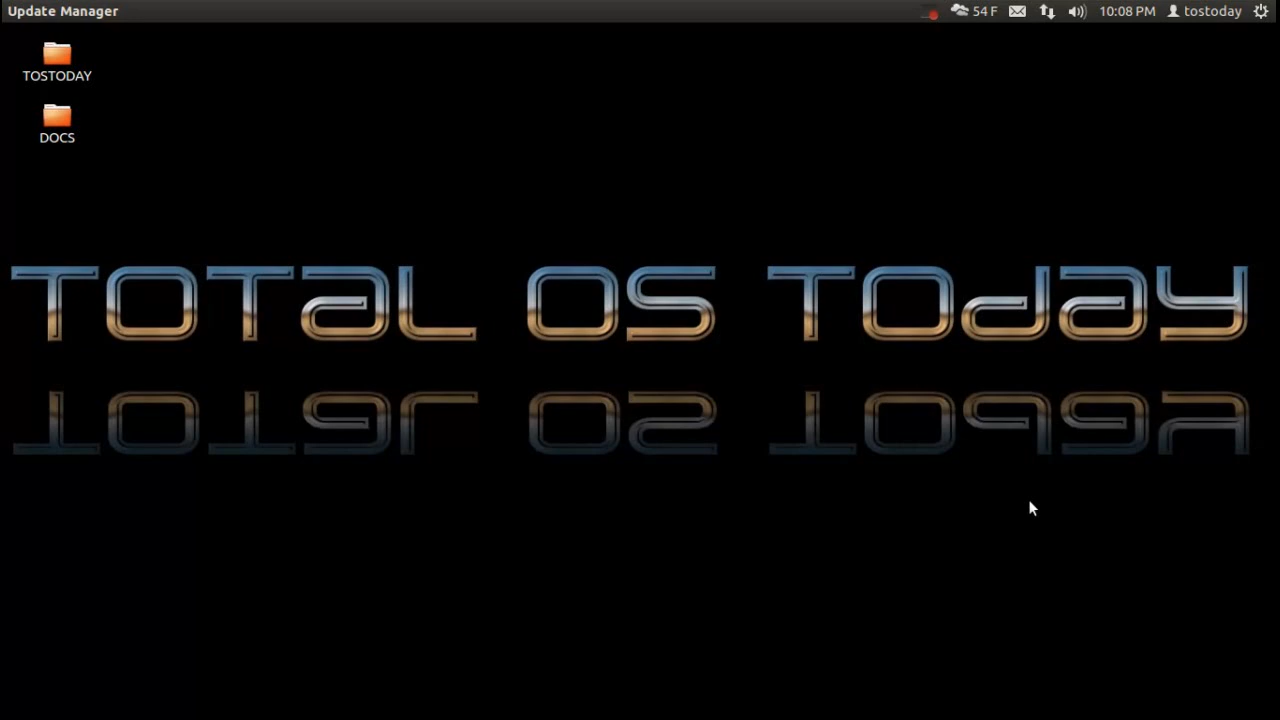 Update Manager
54 F
10:08 PM
tostoday
TOSTODAY
DOCS
TOTaL OS TOday